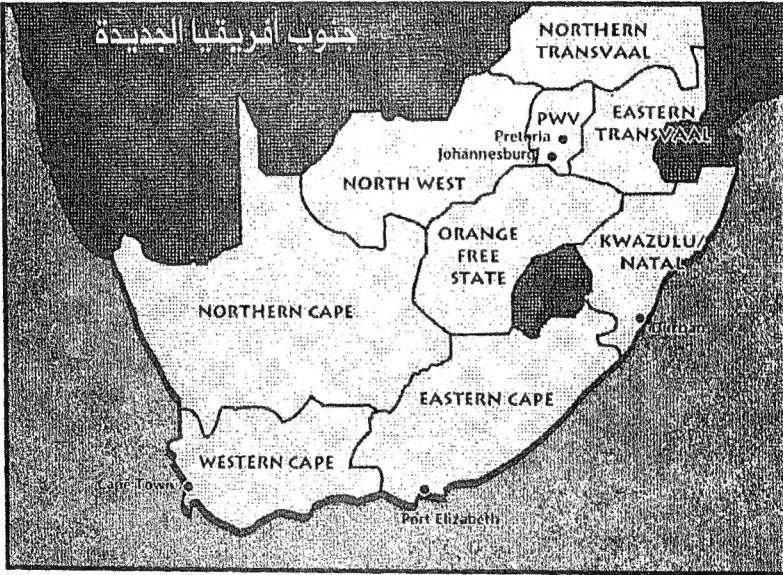 جنوب افريقيا الجديدة
NORTHERN
TRANSVAAL
PWV
EASTERN
TRANSVAAL
Pretoria
Johannesburg
NORTH WEST
ORANGE
FREE
STATE
KWAZULU/
NATAL
NORTHERN CAPE
Durban
EASTERN CAPE
WESTERN CAPE
Cape Town
Port Elizabeth